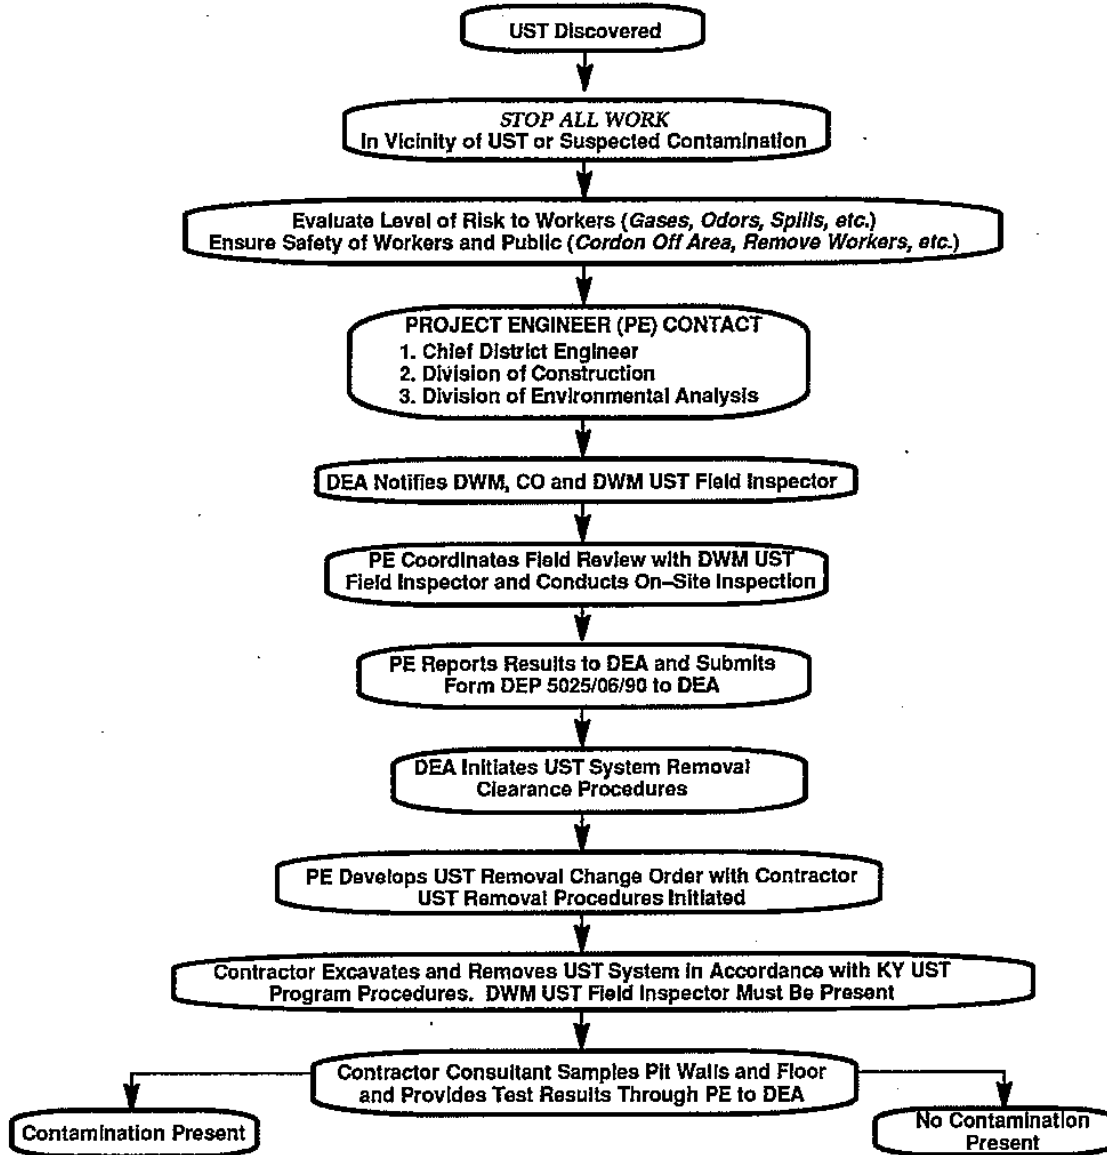 UST Discovered
STOP ALL WORK
In Vicinity of UST or Suspected Contamination
Evaluate Level of Risk to Workers (Gases, Odors, Spills, etc.)
Ensure Safety of Workers and Public (Cordon Off Area, Remove Workers, etc.)
PROJECT ENGINEER (PE) CONTACT
1. Chief District Engineer
2. Division of Construction
3. Division of Environmental Analysis
DEA Notifies DWM, CO and DWM UST Field Inspector
PE Coordinates Field Review with DWM UST
Field Inspector and Conducts On–Site Inspection
PE Reports Results to DEA and Submits
Form DEP 5025/06/90 to DEA
DEA Initiates UST System Removal
Clearance Procedures
PE Develops UST Removal Change Order with Contractor
UST Removal Procedures Initiated
Contractor Excavates and Removes UST System in Accordance with KY UST
Program Procedures. DWM UST Field Inspector Must Be Present
Contractor Consultant Samples Pit Walls and Floor
and Provides Test Results Through PE to DEA
Contamination Present
No Contamination
Present